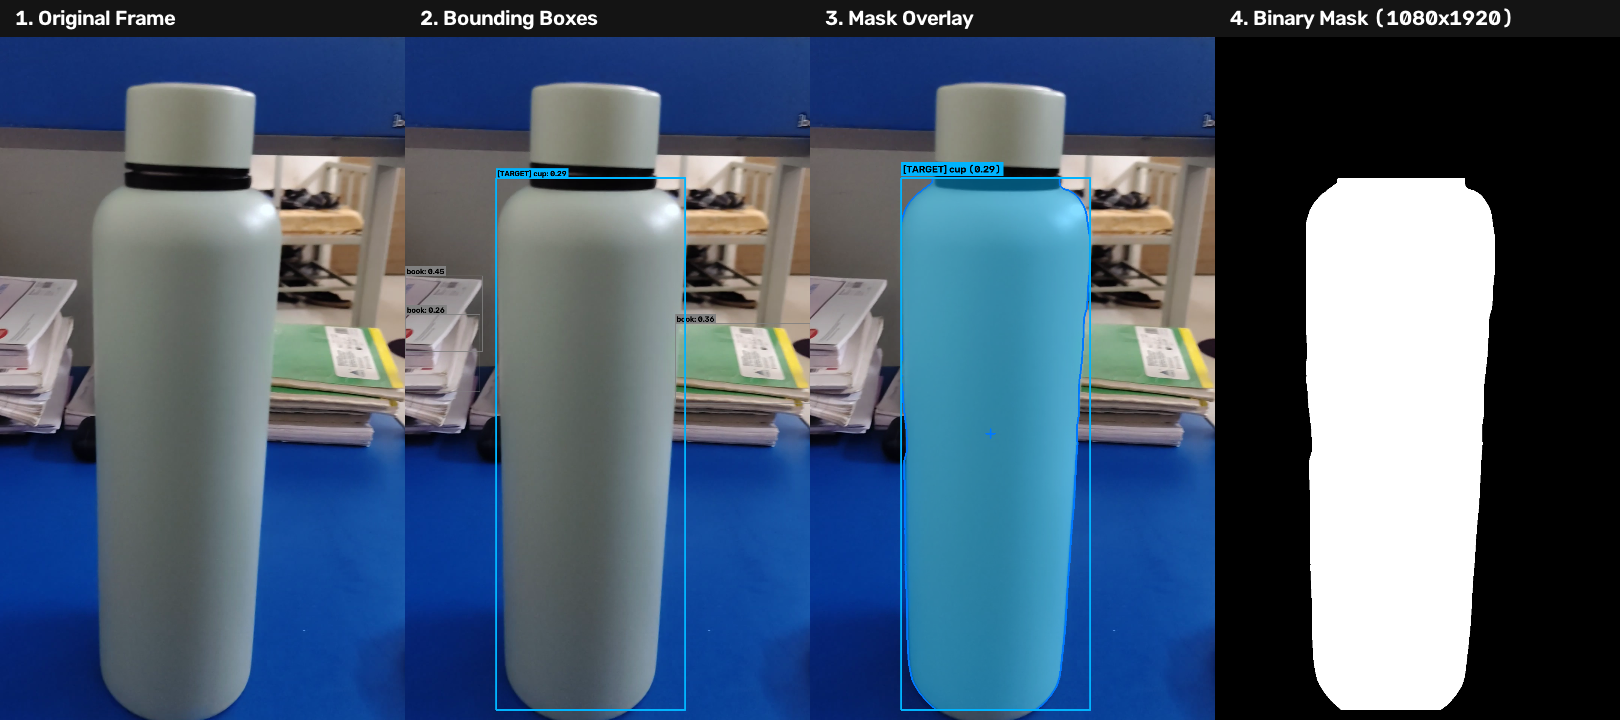 1. Original Frame
2. Bounding Boxes
3. Mask Overlay
4. Binary Mask (1080x1920)
[TARGET] cup: 0.29
[TARGET] cup (0.29)
book: 0.45
book: 0.26
book: 0.36